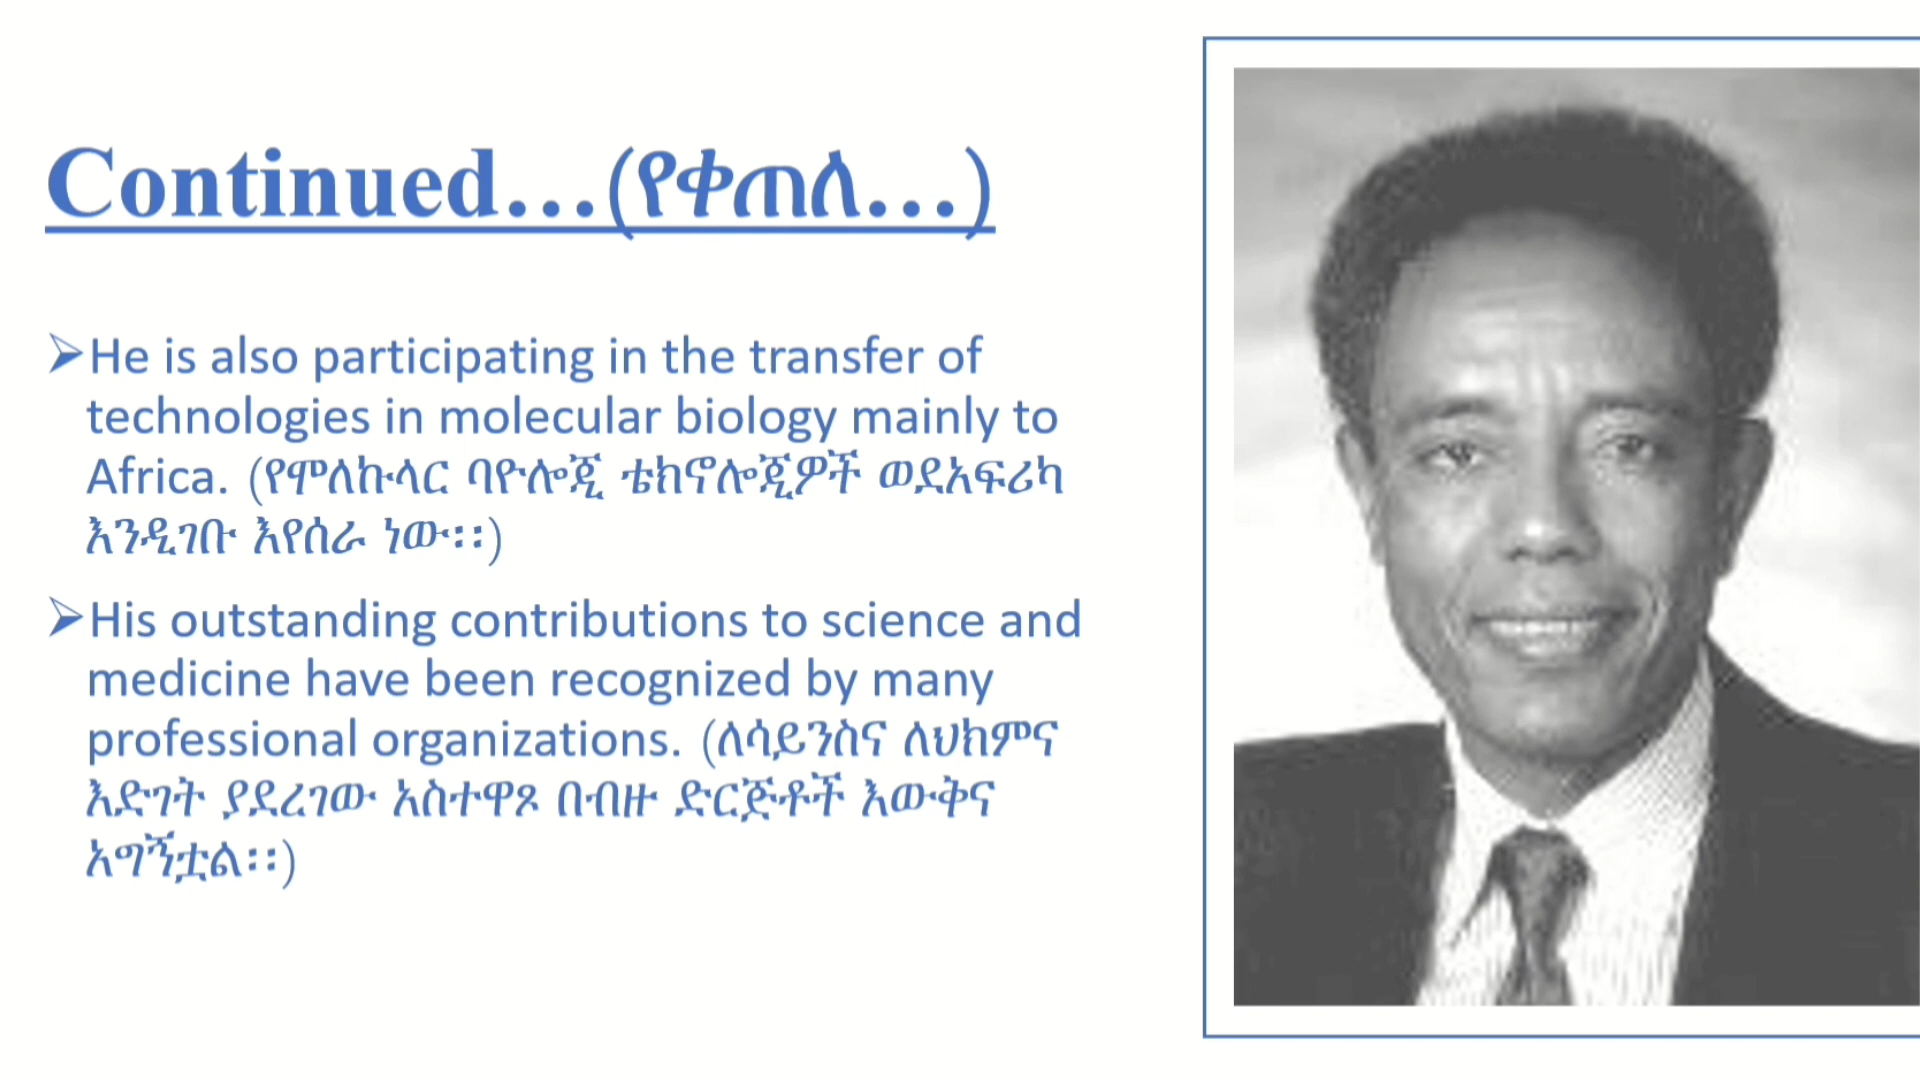 Continued…(የቀጠለ…)
➢He is also participating in the transfer of
technologies in molecular biology mainly to
Africa. (የሞለኩላር ባዮሎጂ ቴክኖሎጂዎች ወደአፍሪካ
እንዲገቡ እየሰራ ነው፡፡)
➢His outstanding contributions to science and
medicine have been recognized by many
professional organizations. (ለሳይንስና ለህክምና
እድገት ያደረገው አስተዋጾ በብዙ ድርጅቶች እውቅና
አግኝቷል፡፡)